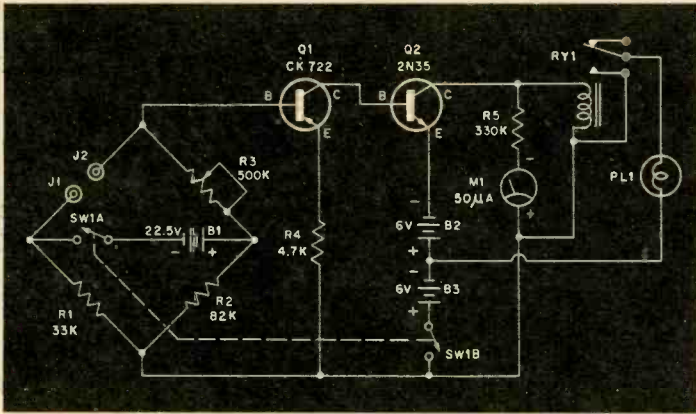 Q1
CK 722
Q2
2N35
RY1
B
C
E
B
C
E
R5
330K
J2
J1
R3
500K
M1
50µA
PL1
SW1A
22.5V
B1
R4
4.7K
6V
B2
6V
B3
R1
33K
R2
82K
SW1B